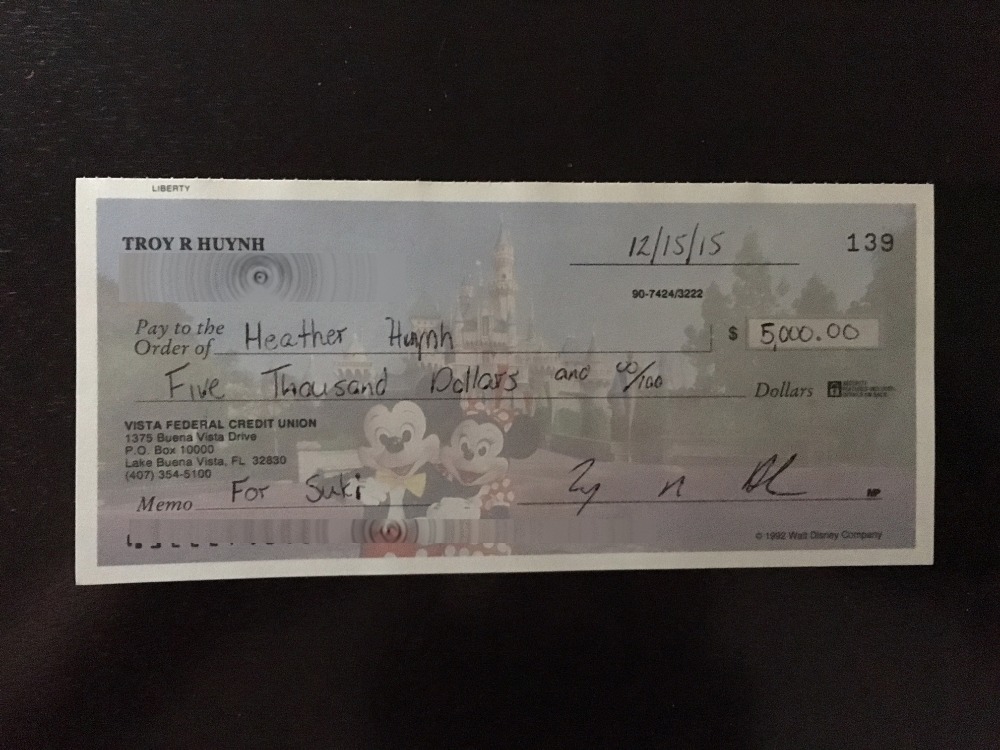 LIBERTY
TROY R HUYNH
12/15/15
139
90-7424/3222
Pay to the
Order of Heather Huynh $ 5,000.00
Five Thousand Dollars and 00/100 Dollars
VISTA FEDERAL CREDIT UNION
1375 Buena Vista Drive
P.O. Box 10000
Lake Buena Vista, FL 32830
(407) 354-5100
Memo For Suki
MP
© 1992 Walt Disney Company